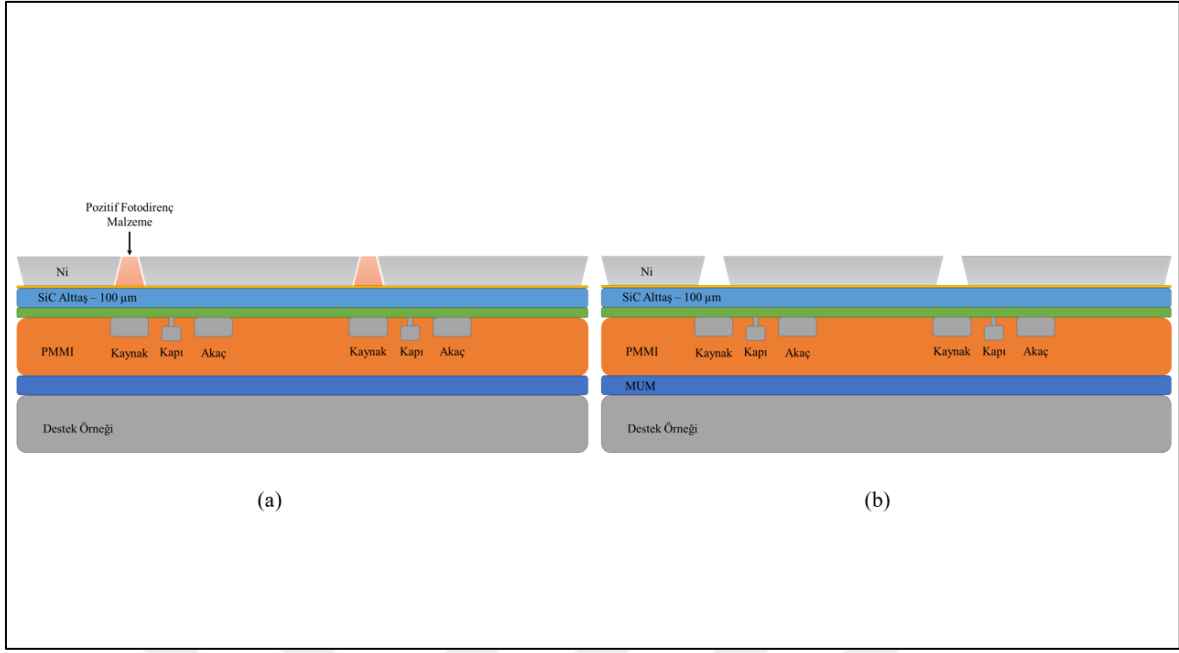 Pozitif Fotodirenç
Malzeme
Ni
SiC Alttaş – 100 µm
PMMI
Kaynak
Kapı
Akaç
Kaynak
Kapı
Akaç
Destek Örneği
(a)
Ni
SiC Alttaş – 100 µm
PMMI
Kaynak
Kapı
Akaç
Kaynak
Kapı
Akaç
MUM
Destek Örneği
(b)